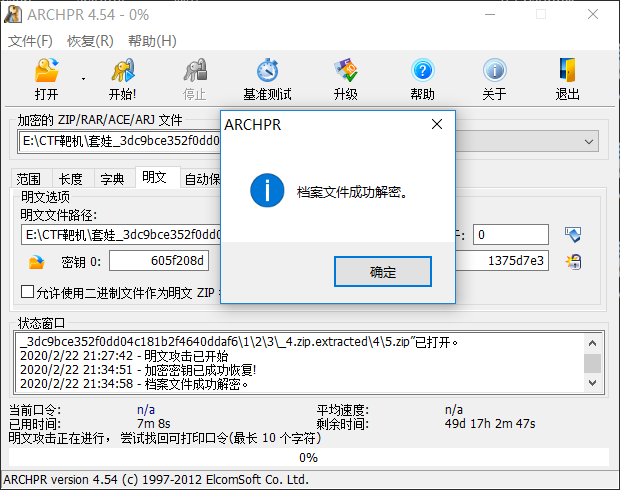 ARCHPR 4.54 - 0%
文件(F) 恢复(R) 帮助(H)
打开 开始! 停止 基准测试 升级 帮助 关于 退出
加密的 ZIP/RAR/ACE/ARJ 文件
E:\CTF靶机\套娃_3dc9bce352f0dd0
ARCHPR
档案文件成功解密。
确定
范围 长度 字典 明文 自动保
明文选项
明文文件路径:
E:\CTF靶机\套娃_3dc9bce352f0dd0
: 0
密钥 0: 605f208d 1375d7e3
允许使用二进制文件作为明文 ZIP
状态窗口
_3dc9bce352f0dd04c181b2f4640ddaf6\1\2\3\_4.zip.extracted\4\5.zip"已打开。
2020/2/22 21:27:42 - 明文攻击已开始
2020/2/22 21:34:51 - 加密密钥已成功恢复!
2020/2/22 21:34:58 - 档案文件成功解密。
当前口令: n/a 平均速度: n/a
已用时间: 7m 8s 剩余时间: 49d 17h 2m 47s
明文攻击正在进行，尝试找回可打印口令(最长 10 个字符)
0%
ARCHPR version 4.54 (c) 1997-2012 ElcomSoft Co. Ltd.